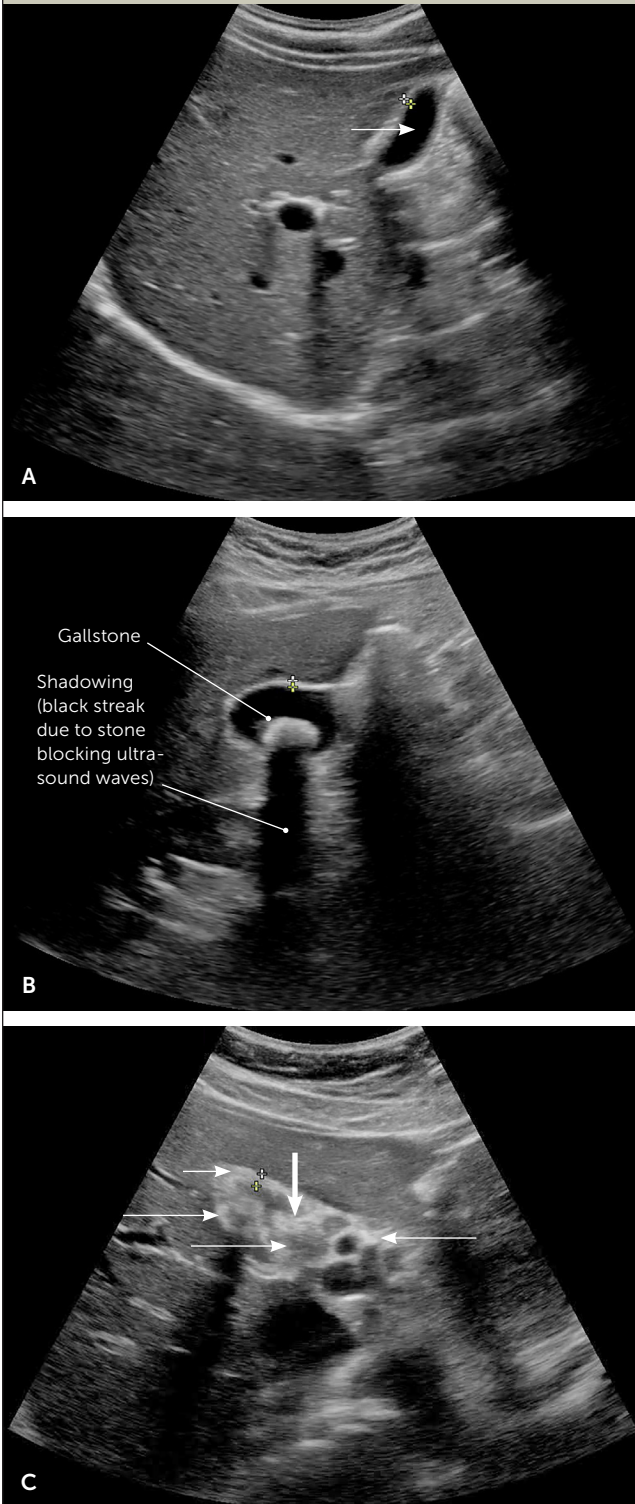 A
Gallstone
Shadowing
(black streak
due to stone
blocking ultra-
sound waves)
B
C